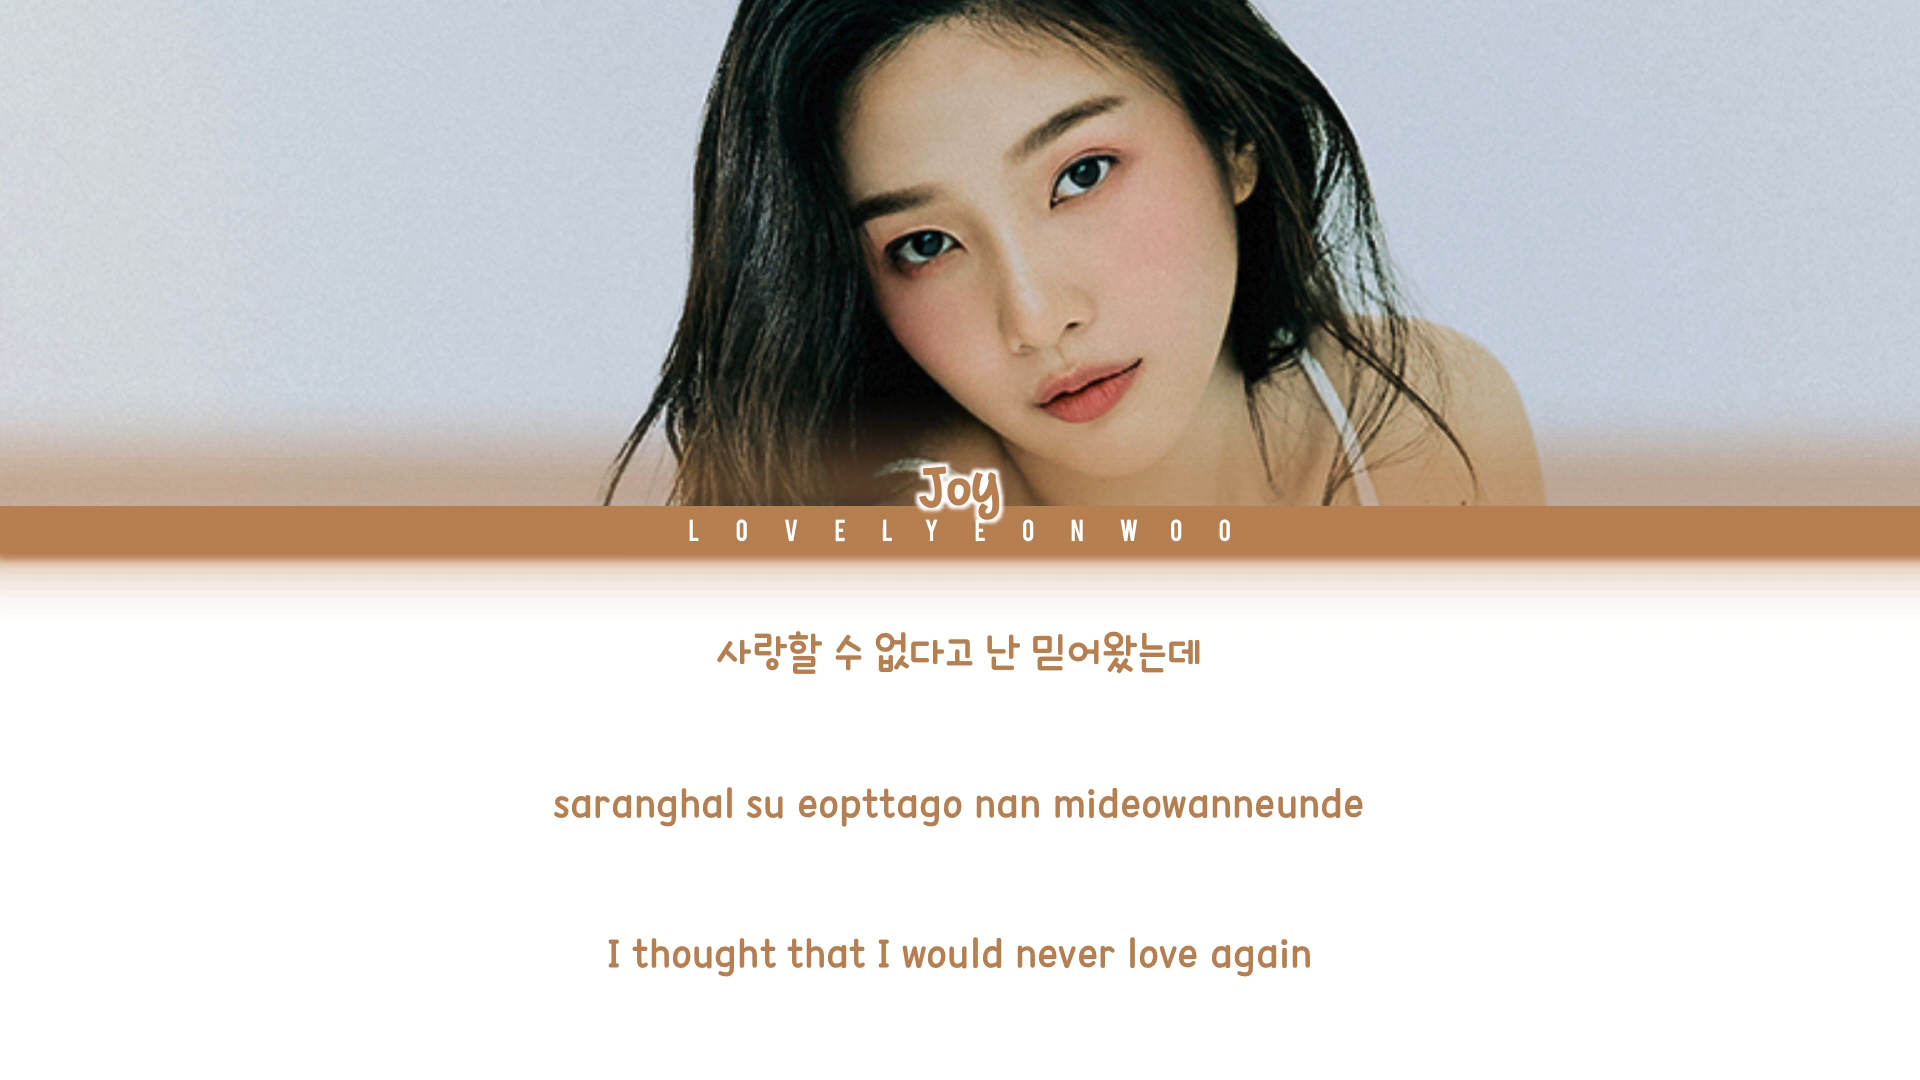 Joy
LOVELYEONWOO
사랑할 수 없다고 난 믿어왔는데
saranghal su eopttago nan mideowanneunde
I thought that I would never love again